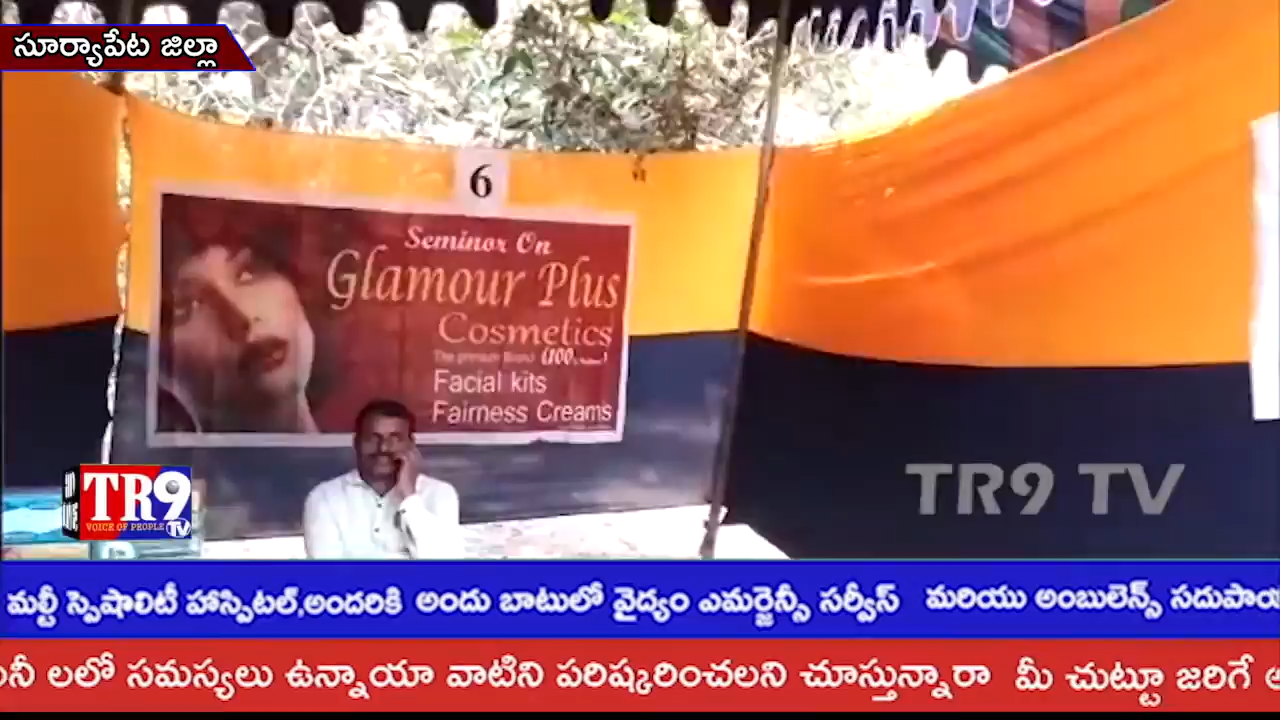 సూర్యాపేట జిల్లా
6
Seminor On
Glamour Plus
Cosmetics
The premium Brand (100%
Facial kits
Fairness Creams
TR9
VOICE OF PEOPLE
TV
TR9 TV
మల్టీ స్పెషాలిటీ హాస్పిటల్,అందరికి అందు బాటులో వైద్యం ఎమర్జెన్సీ సర్వీస్ మరియు అంబులెన్స్ సదుపాయ
నీ లలో సమస్యలు ఉన్నాయా వాటిని పరిష్కరించలని చూస్తున్నారా మీ చుట్టూ జరిగే